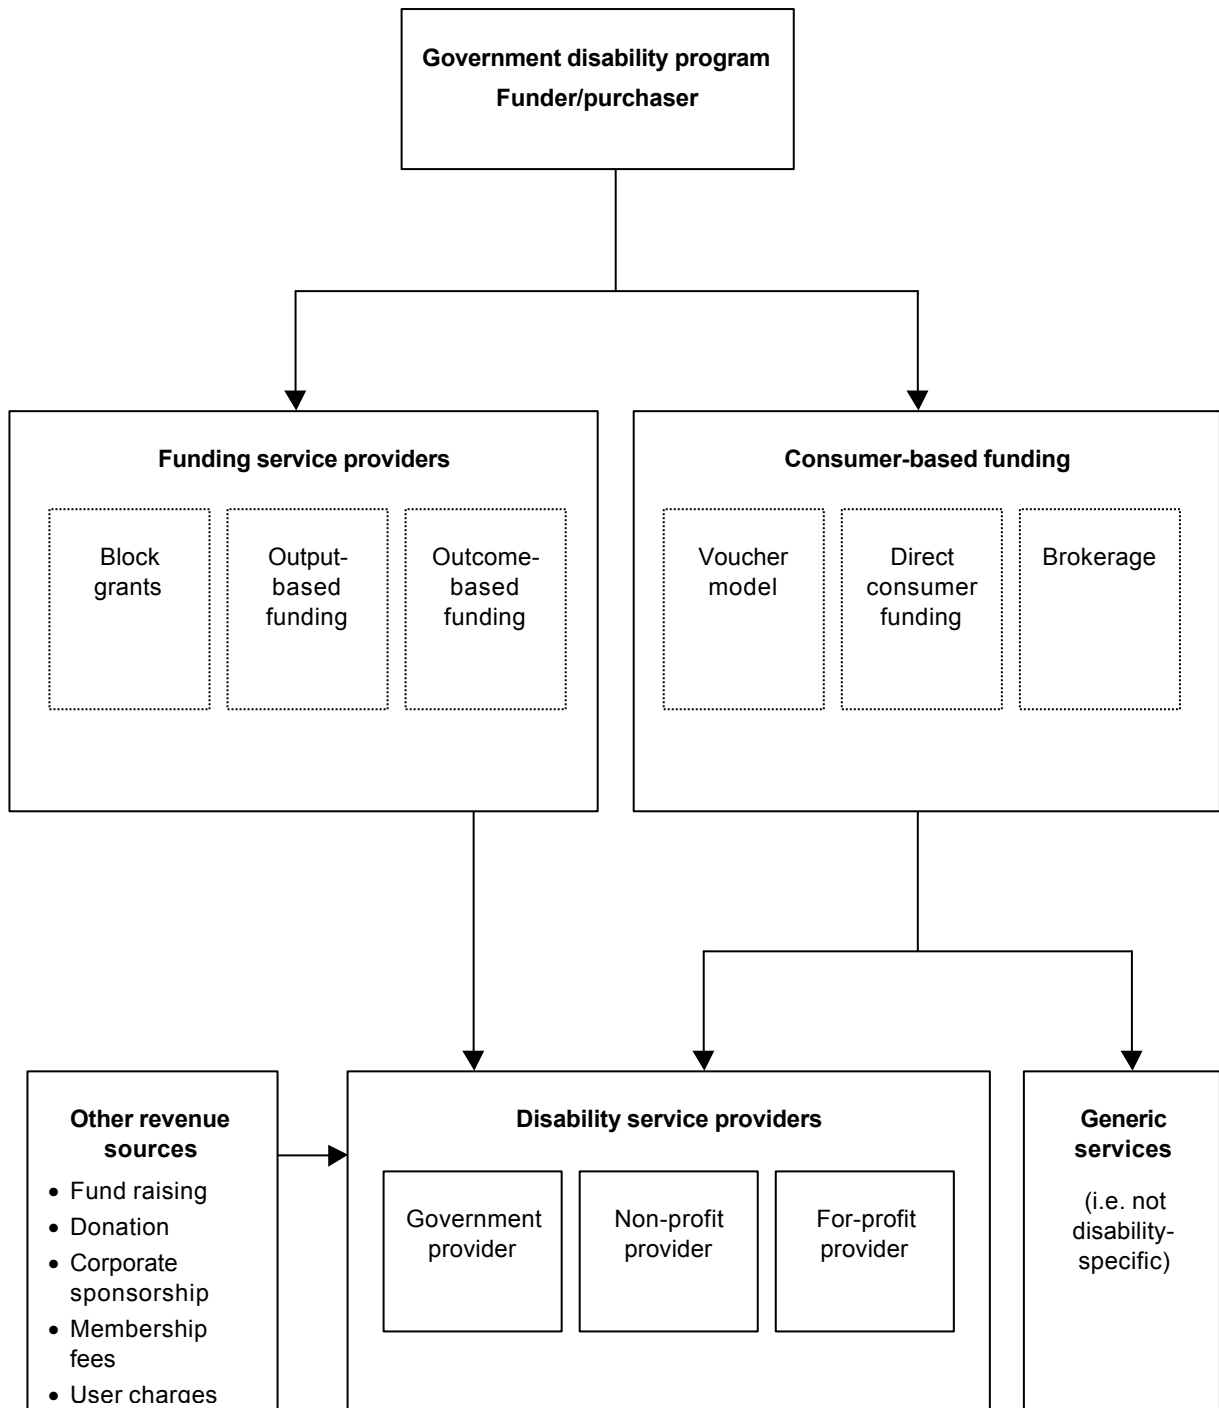 Government disability program
Funder/purchaser
Funding service providers
Block
grants
Output-
based
funding
Outcome-
based
funding
Consumer-based funding
Voucher
model
Direct
consumer
funding
Brokerage
Other revenue
sources
• Fund raising
• Donation
• Corporate
sponsorship
• Membership
fees
• User charges
Disability service providers
Government
provider
Non-profit
provider
For-profit
provider
Generic
services
(i.e. not
disability-
specific)